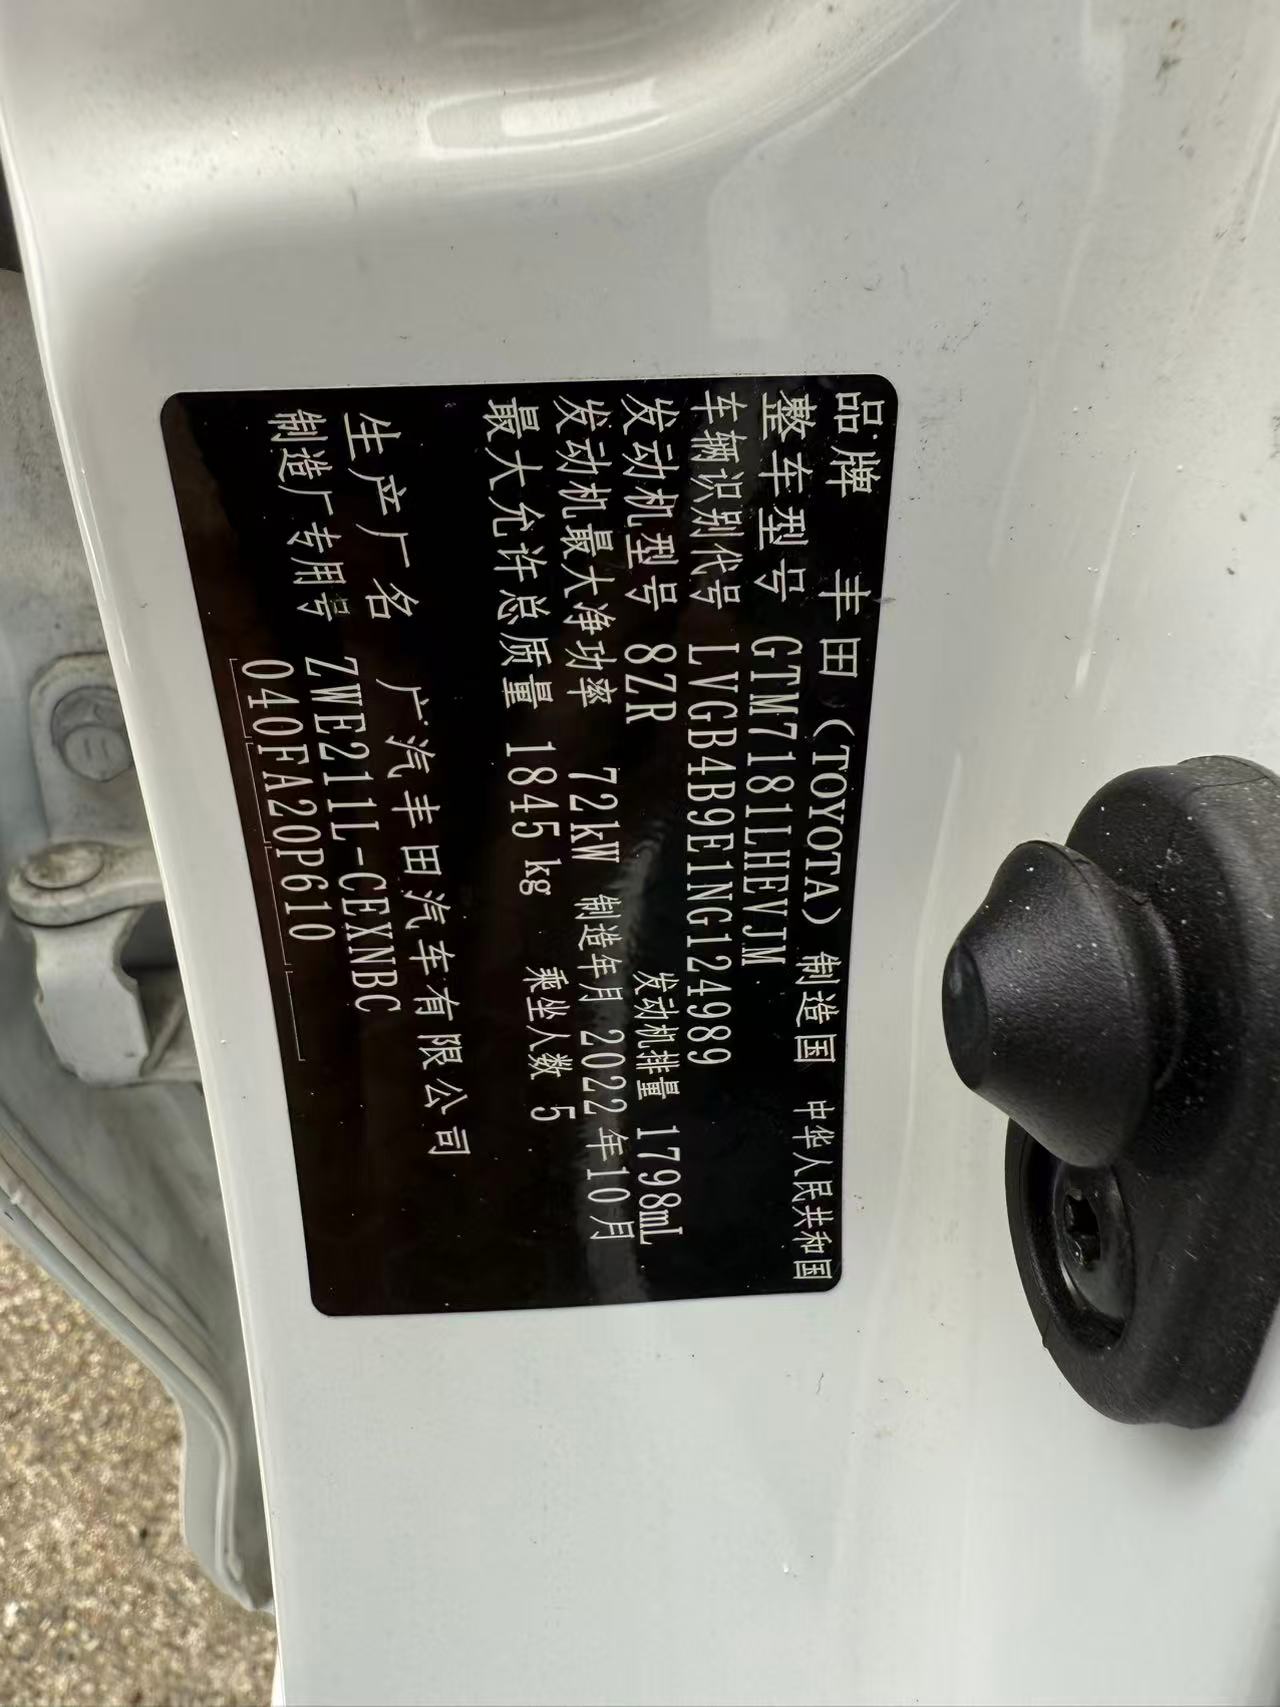 品牌 丰田（TOYOTA） 制造国 中华人民共和国
整车型号 GTM7181LHEVJM
车辆识别代号 LVGB4B9E1NG124989
发动机型号 8ZR 发动机排量 1798mL
发动机最大净功率 72kW 制造年月 2022年10月
最大允许总质量 1845 kg 乘坐人数 5
生产厂名 广汽丰田汽车有限公司
制造厂专用号 ZWE211L-CEXNBC
040FA20P610